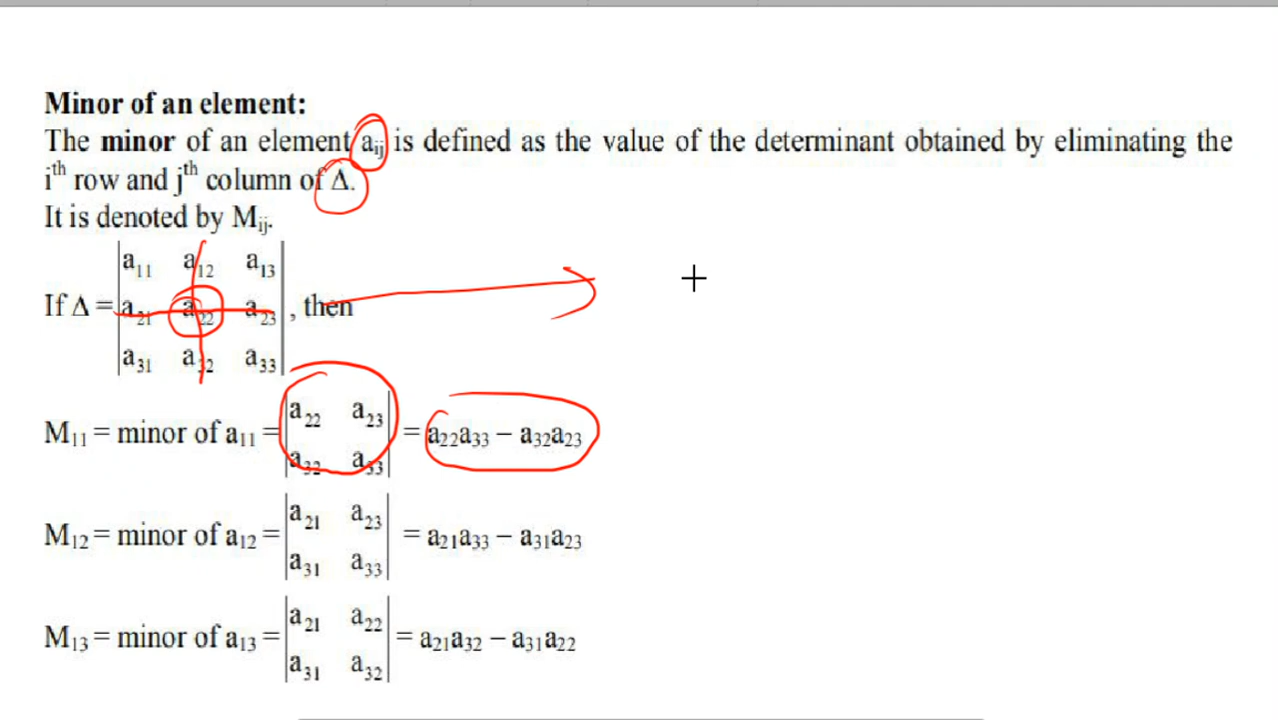 Minor of an element:
The minor of an element aᵢⱼ is defined as the value of the determinant obtained by eliminating the
iᵗʰ row and jᵗʰ column of Δ.
It is denoted by Mᵢⱼ.
a₁₁ a₁₂ a₁₃
If Δ = a₂₁ a₂₂ a₂₃ , then
a₃₁ a₃₂ a₃₃
a₂₂ a₂₃
M₁₁ = minor of a₁₁ = = a₂₂a₃₃ − a₃₂a₂₃
a₃₂ a₃₃
a₂₁ a₂₃
M₁₂ = minor of a₁₂ = = a₂₁a₃₃ − a₃₁a₂₃
a₃₁ a₃₃
a₂₁ a₂₂
M₁₃ = minor of a₁₃ = = a₂₁a₃₂ − a₃₁a₂₂
a₃₁ a₃₂